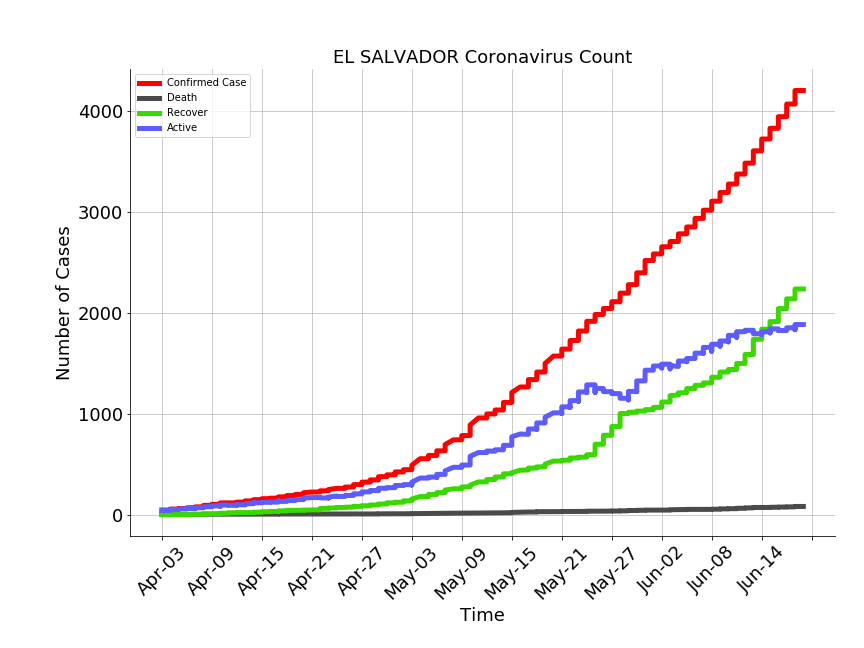 EL SALVADOR Coronavirus Count
Confirmed Case
Death
Recover
Active
Number of Cases
4000
3000
2000
1000
0
Apr-03
Apr-09
Apr-15
Apr-21
Apr-27
May-03
May-09
May-15
May-21
May-27
Jun-02
Jun-08
Jun-14
Time